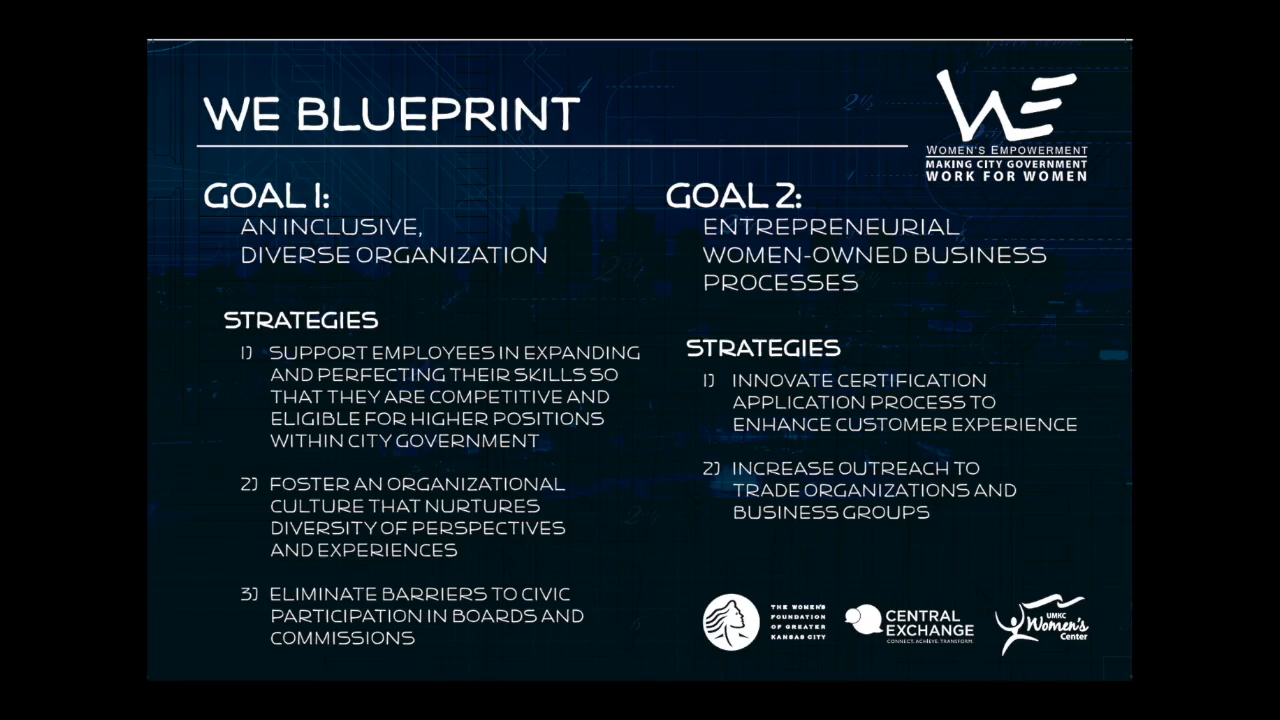 WE BLUEPRINT
WE
WOMEN'S EMPOWERMENT
MAKING CITY GOVERNMENT
WORK FOR WOMEN
GOAL 1:
AN INCLUSIVE,
DIVERSE ORGANIZATION
STRATEGIES
1) SUPPORT EMPLOYEES IN EXPANDING
AND PERFECTING THEIR SKILLS SO
THAT THEY ARE COMPETITIVE AND
ELIGIBLE FOR HIGHER POSITIONS
WITHIN CITY GOVERNMENT
2) FOSTER AN ORGANIZATIONAL
CULTURE THAT NURTURES
DIVERSITY OF PERSPECTIVES
AND EXPERIENCES
3) ELIMINATE BARRIERS TO CIVIC
PARTICIPATION IN BOARDS AND
COMMISSIONS
GOAL 2:
ENTREPRENEURIAL
WOMEN-OWNED BUSINESS
PROCESSES
STRATEGIES
1) INNOVATE CERTIFICATION
APPLICATION PROCESS TO
ENHANCE CUSTOMER EXPERIENCE
2) INCREASE OUTREACH TO
TRADE ORGANIZATIONS AND
BUSINESS GROUPS
THE WOMEN'S
FOUNDATION
OF GREATER
KANSAS CITY
CENTRAL
EXCHANGE
CONNECT. ACHIEVE. TRANSFORM.
UMKC
Women's
Center